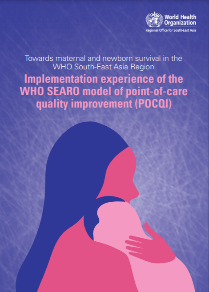 World Health
Organization
Regional Office for South-East Asia
Towards maternal and newborn survival in the
WHO South-East Asia Region
Implementation experience of the
WHO SEARO model of point-of-care
quality improvement (POCQI)